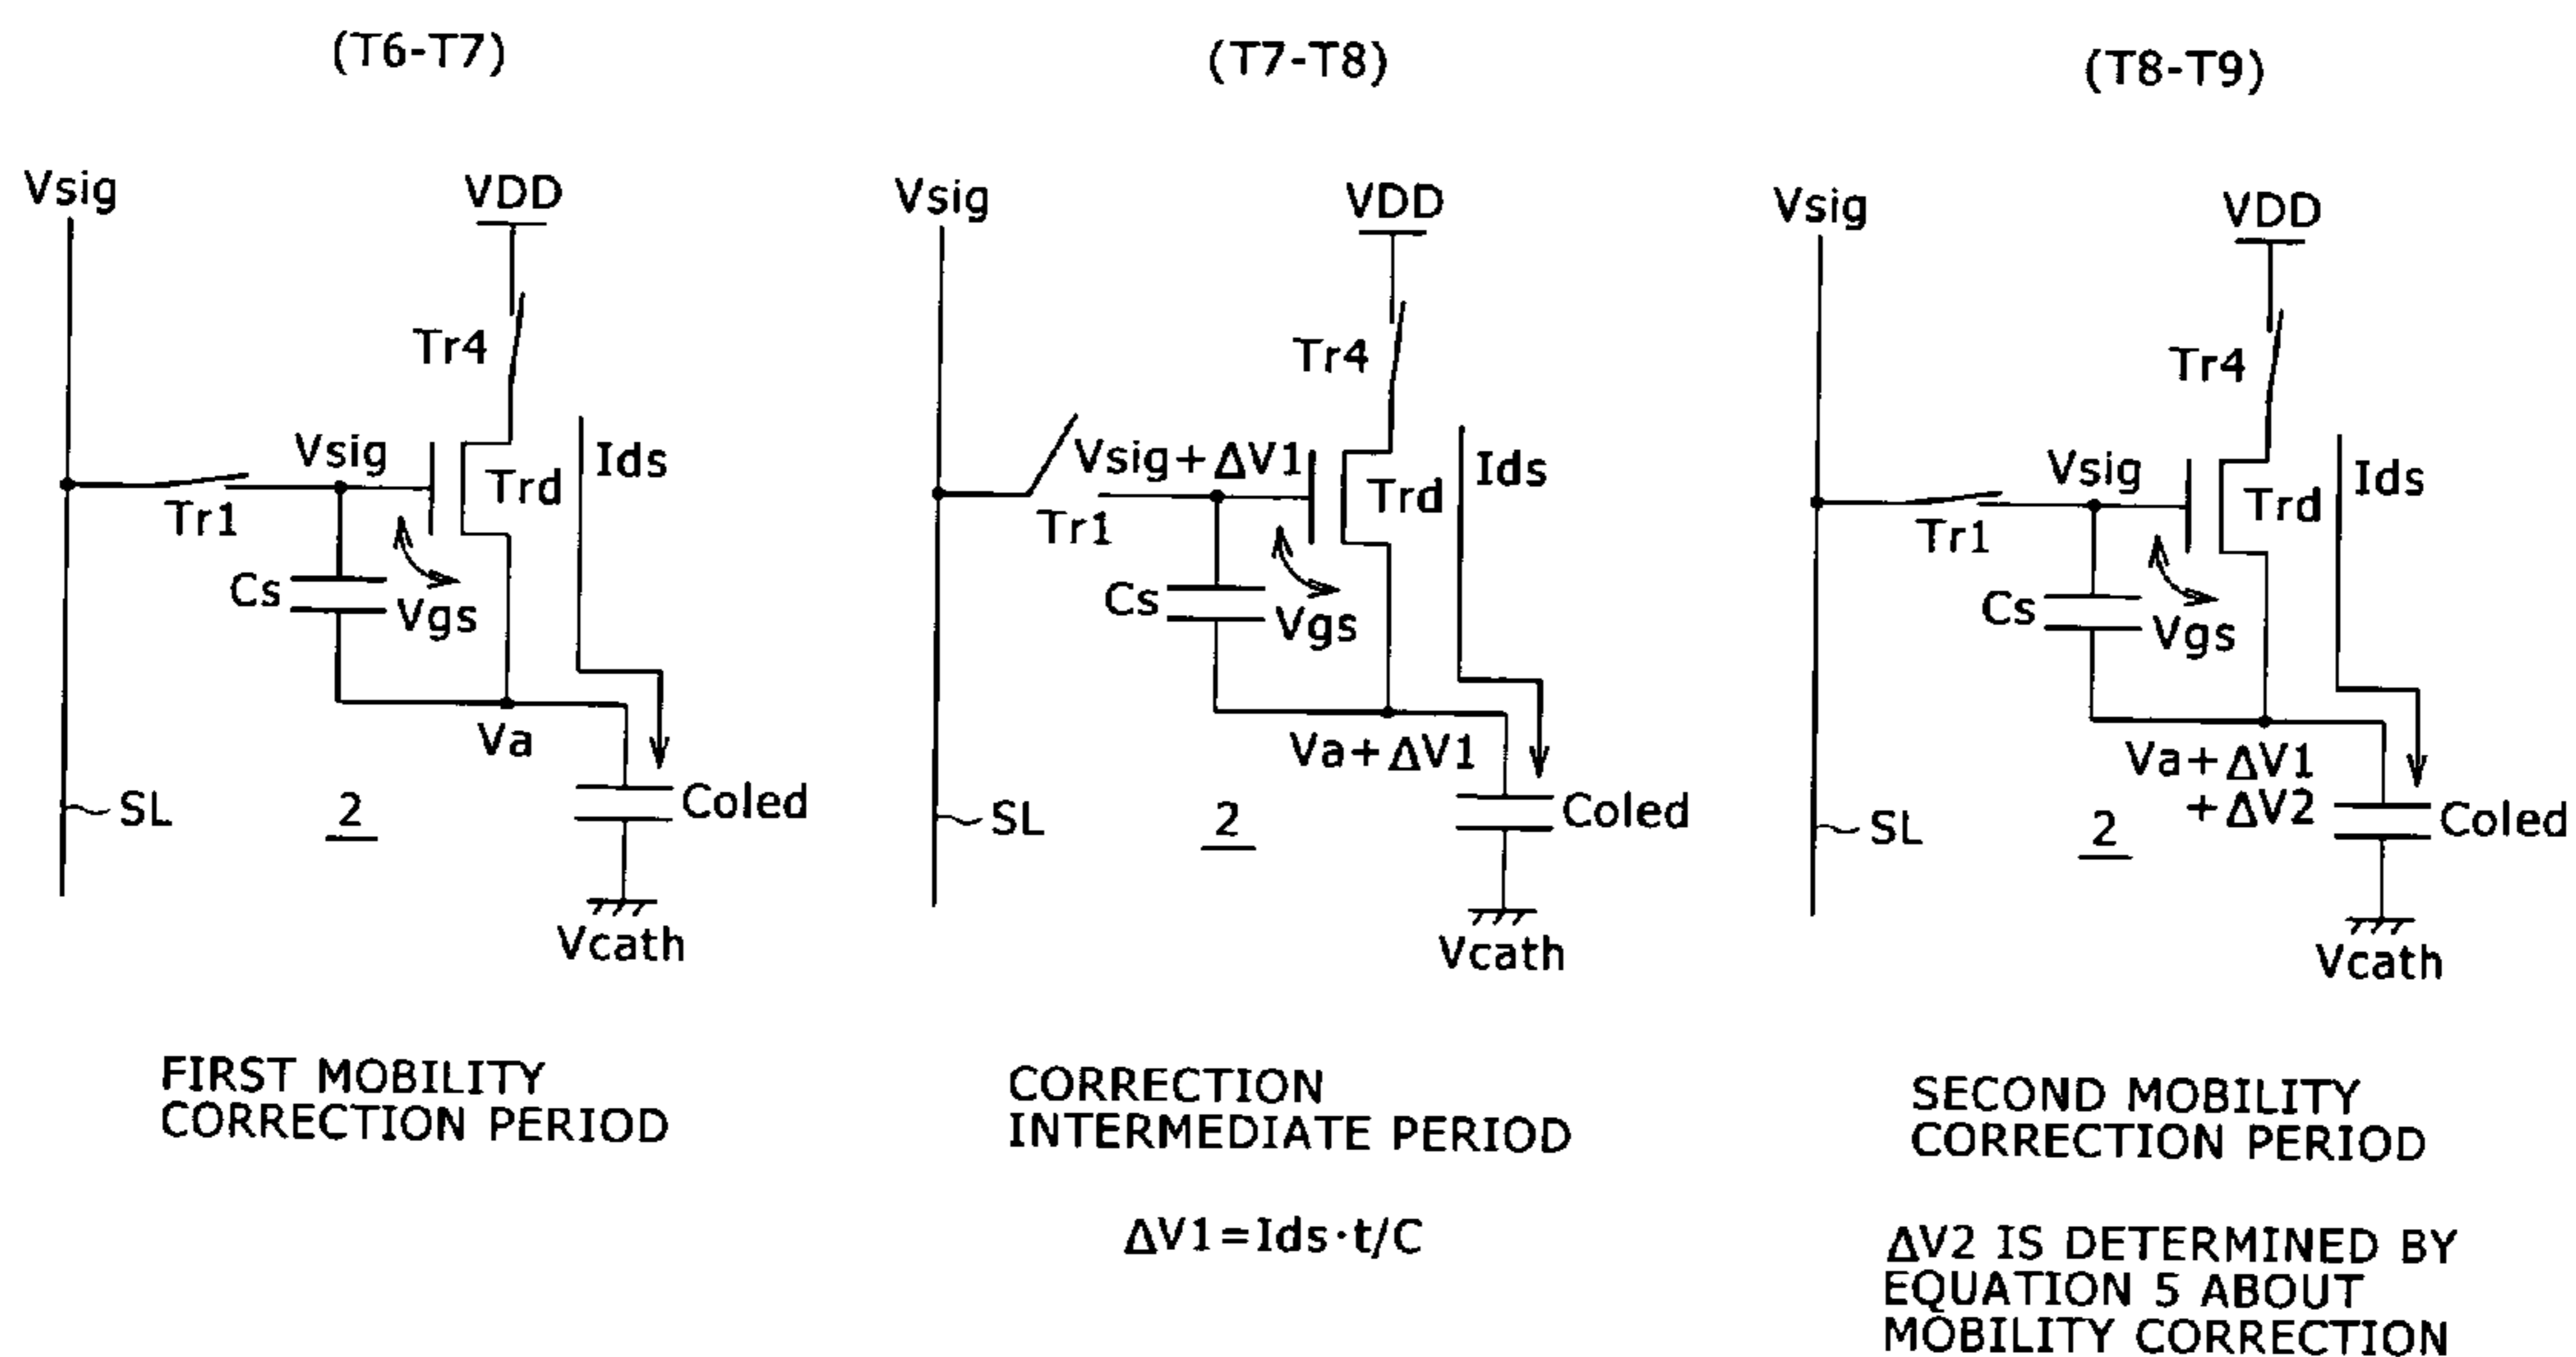 (T6-T7)
Vsig
VDD
Tr4
Vsig
Trd
Ids
Tr1
Cs
Vgs
Va
SL
2
Coled
Vcath
FIRST MOBILITY
CORRECTION PERIOD
(T7-T8)
Vsig
VDD
Tr4
Vsig+ΔV1
Trd
Ids
Tr1
Cs
Vgs
Va+ΔV1
SL
2
Coled
Vcath
CORRECTION
INTERMEDIATE PERIOD
ΔV1=Ids·t/C
(T8-T9)
Vsig
VDD
Tr4
Vsig
Trd
Ids
Tr1
Cs
Vgs
Va+ΔV1
+ΔV2
SL
2
Coled
Vcath
SECOND MOBILITY
CORRECTION PERIOD
ΔV2 IS DETERMINED BY
EQUATION 5 ABOUT
MOBILITY CORRECTION